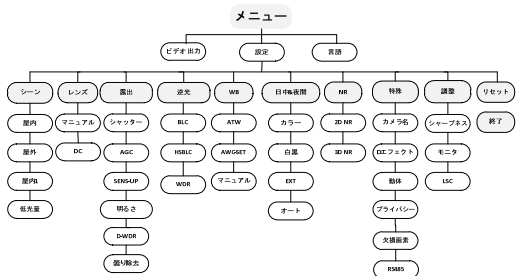 メニュー
ビデオ出力
設定
言語
シーン
レンズ
露出
逆光
WB
日中&夜間
NR
特殊
調整
リセット
屋内
マニュアル
シャッター
BLC
ATW
カラー
2D NR
カメラ名
シャープネス
終了
屋外
DC
AGC
HSBLC
AWC→SET
白黒
3D NR
D.エフェクト
モニタ
屋内1
SENS-UP
WDR
マニュアル
EXT
動体
LSC
低光量
明るさ
オート
プライバシー
D-WDR
欠損画素
曇り除去
RS485